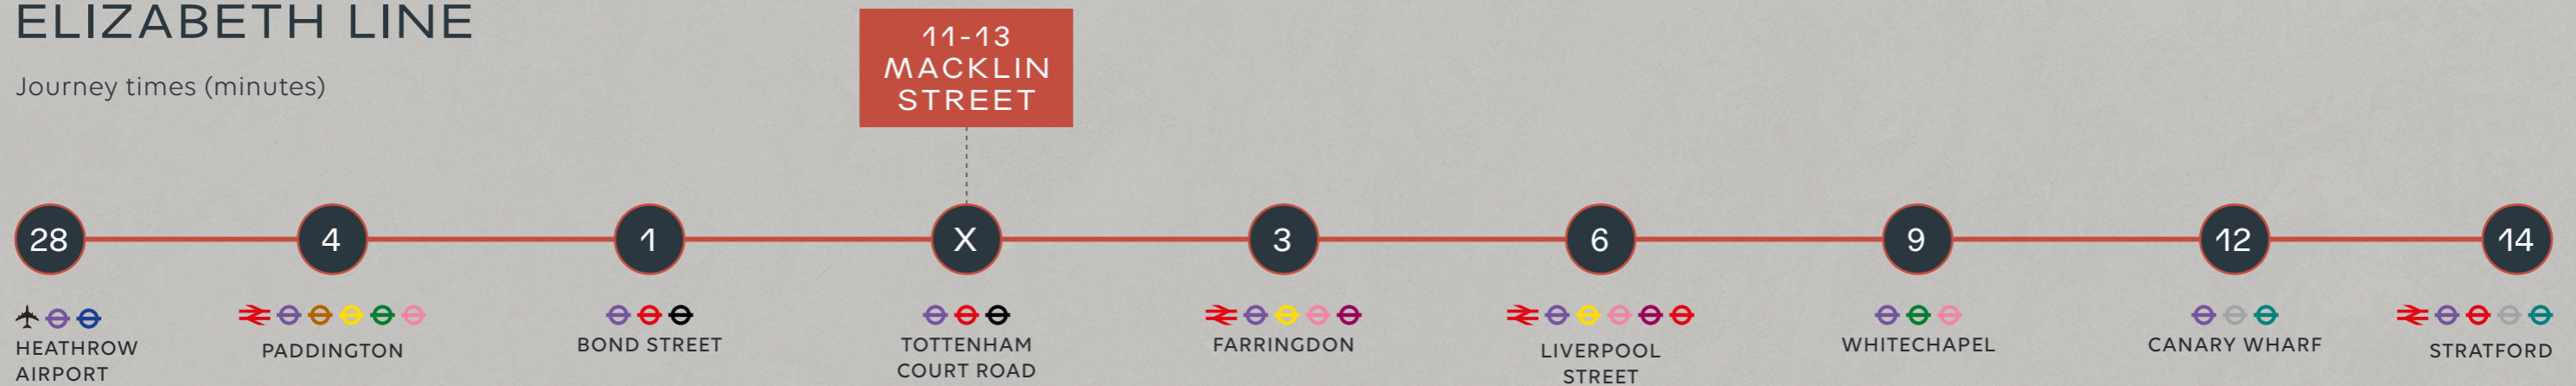 ELIZABETH LINE
Journey times (minutes)
11-13
MACKLIN
STREET
28
4
1
X
3
6
9
12
14
HEATHROW
AIRPORT
PADDINGTON
BOND STREET
TOTTENHAM
COURT ROAD
FARRINGDON
LIVERPOOL
STREET
WHITECHAPEL
CANARY WHARF
STRATFORD